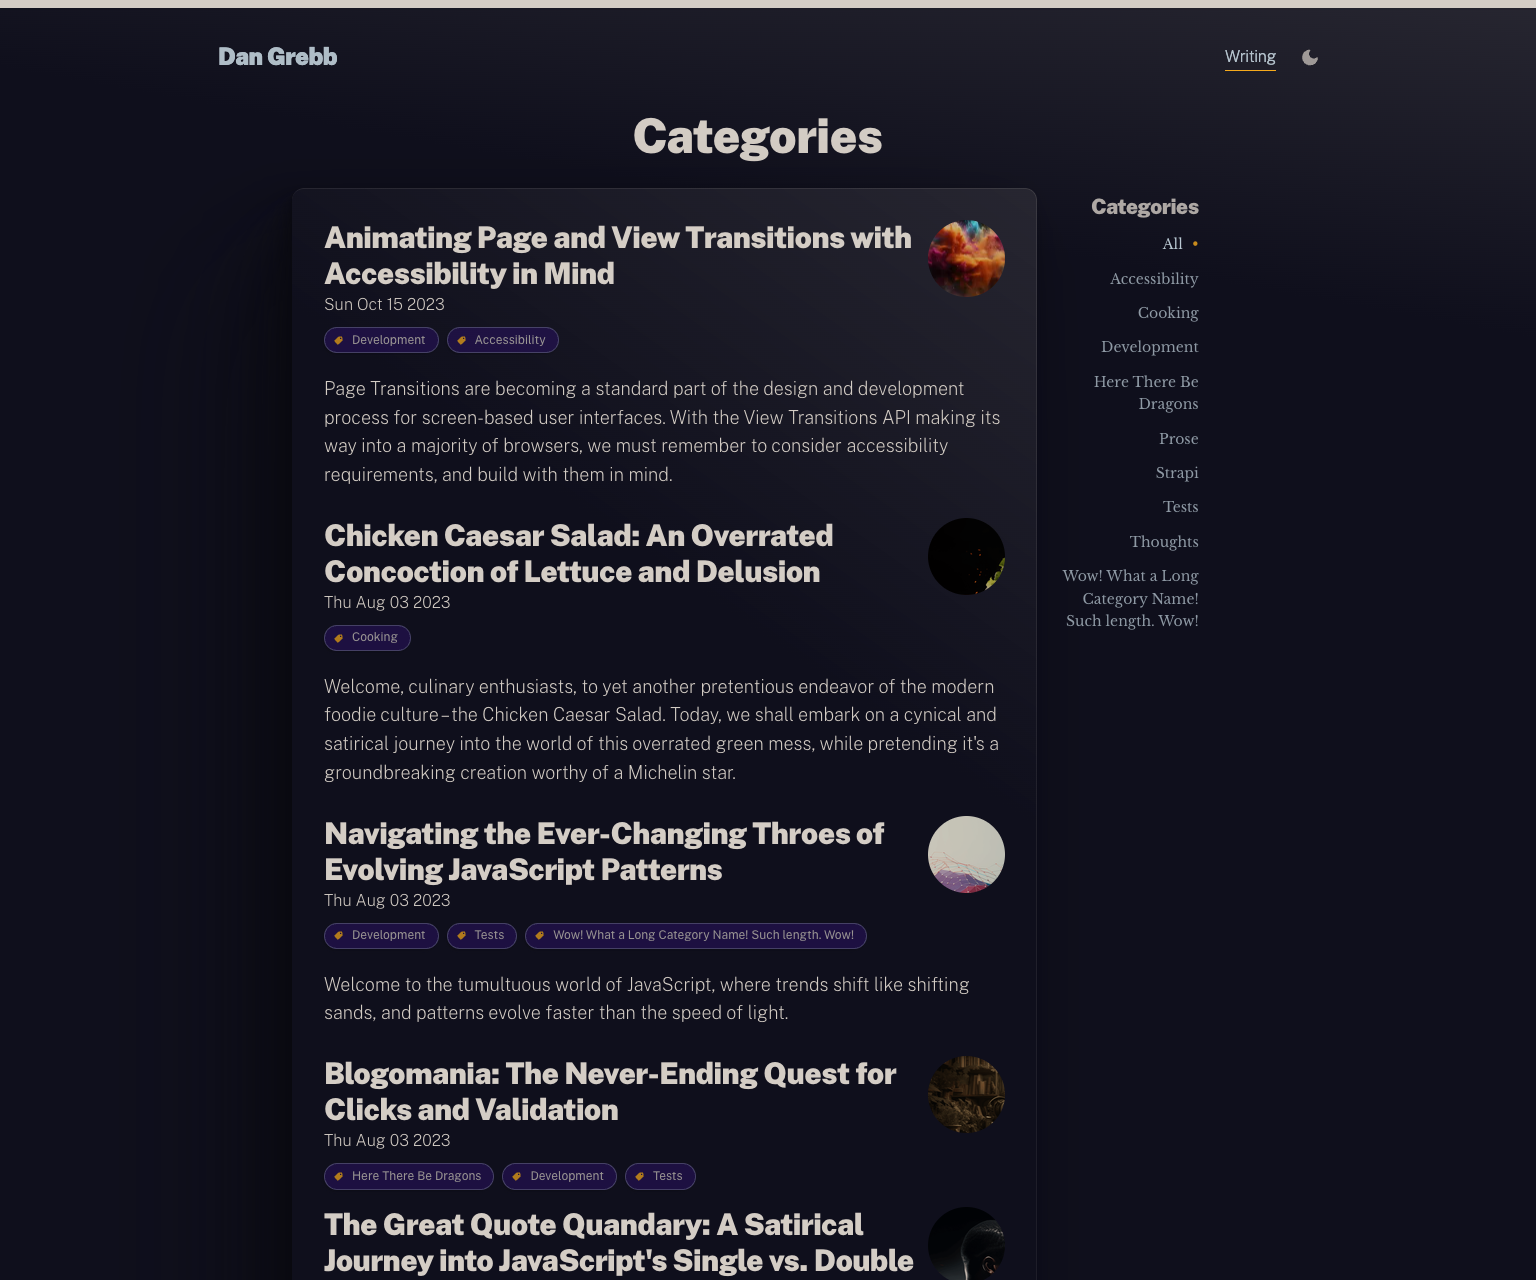 Dan Grebb
Writing
Categories
Animating Page and View Transitions with
Accessibility in Mind
Sun Oct 15 2023
Development
Accessibility
Page Transitions are becoming a standard part of the design and development
process for screen-based user interfaces. With the View Transitions API making its
way into a majority of browsers, we must remember to consider accessibility
requirements, and build with them in mind.
Chicken Caesar Salad: An Overrated
Concoction of Lettuce and Delusion
Thu Aug 03 2023
Cooking
Welcome, culinary enthusiasts, to yet another pretentious endeavor of the modern
foodie culture – the Chicken Caesar Salad. Today, we shall embark on a cynical and
satirical journey into the world of this overrated green mess, while pretending it's a
groundbreaking creation worthy of a Michelin star.
Navigating the Ever-Changing Throes of
Evolving JavaScript Patterns
Thu Aug 03 2023
Development
Tests
Wow! What a Long Category Name! Such length. Wow!
Welcome to the tumultuous world of JavaScript, where trends shift like shifting
sands, and patterns evolve faster than the speed of light.
Blogomania: The Never-Ending Quest for
Clicks and Validation
Thu Aug 03 2023
Here There Be Dragons
Development
Tests
The Great Quote Quandary: A Satirical
Journey into JavaScript's Single vs. Double
Categories
All •
Accessibility
Cooking
Development
Here There Be
Dragons
Prose
Strapi
Tests
Thoughts
Wow! What a Long
Category Name!
Such length. Wow!